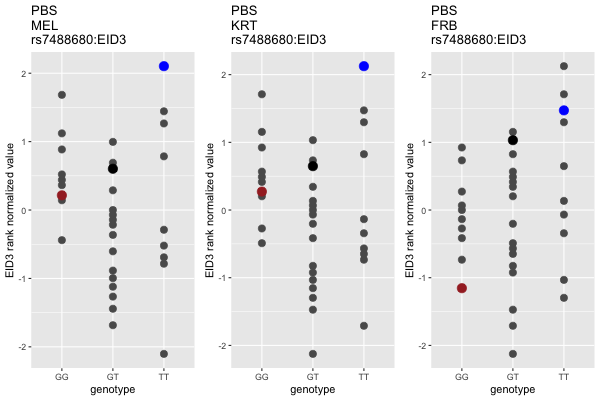 PBS
MEL
rs7488680:EID3
EID3 rank normalized value
2
1
0
-1
-2
GG GT TT
genotype
PBS
KRT
rs7488680:EID3
EID3 rank normalized value
2
1
0
-1
-2
GG GT TT
genotype
PBS
FRB
rs7488680:EID3
EID3 rank normalized value
2
1
0
-1
-2
GG GT TT
genotype